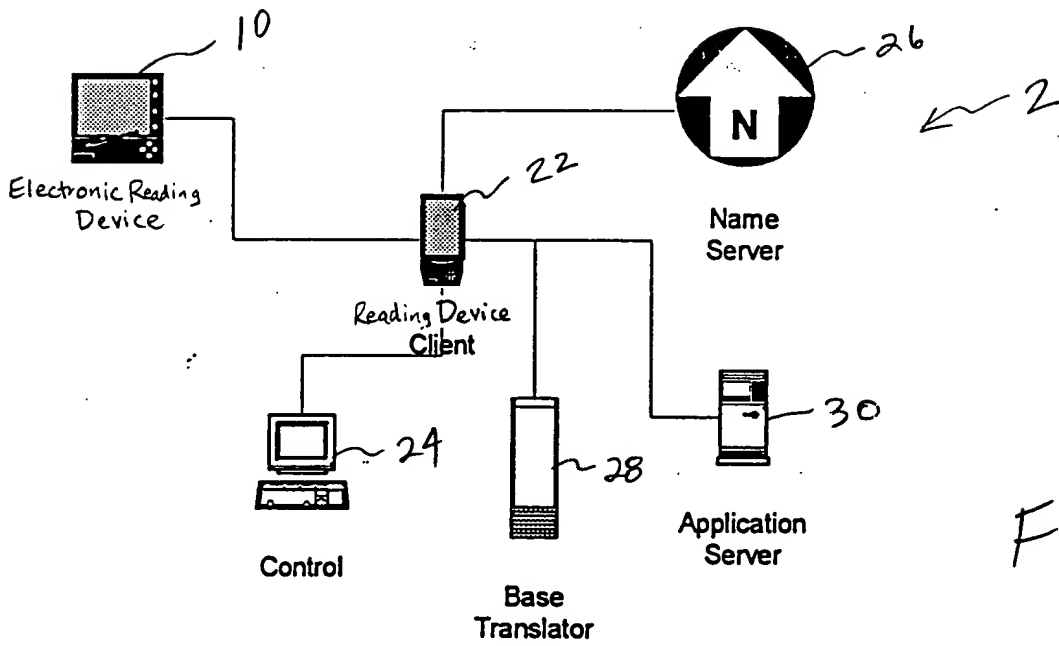 10
26
2
N
Electronic Reading
Device
22
Name
Server
Reading Device
Client
24
28
30
Control
Base
Translator
Application
Server
F